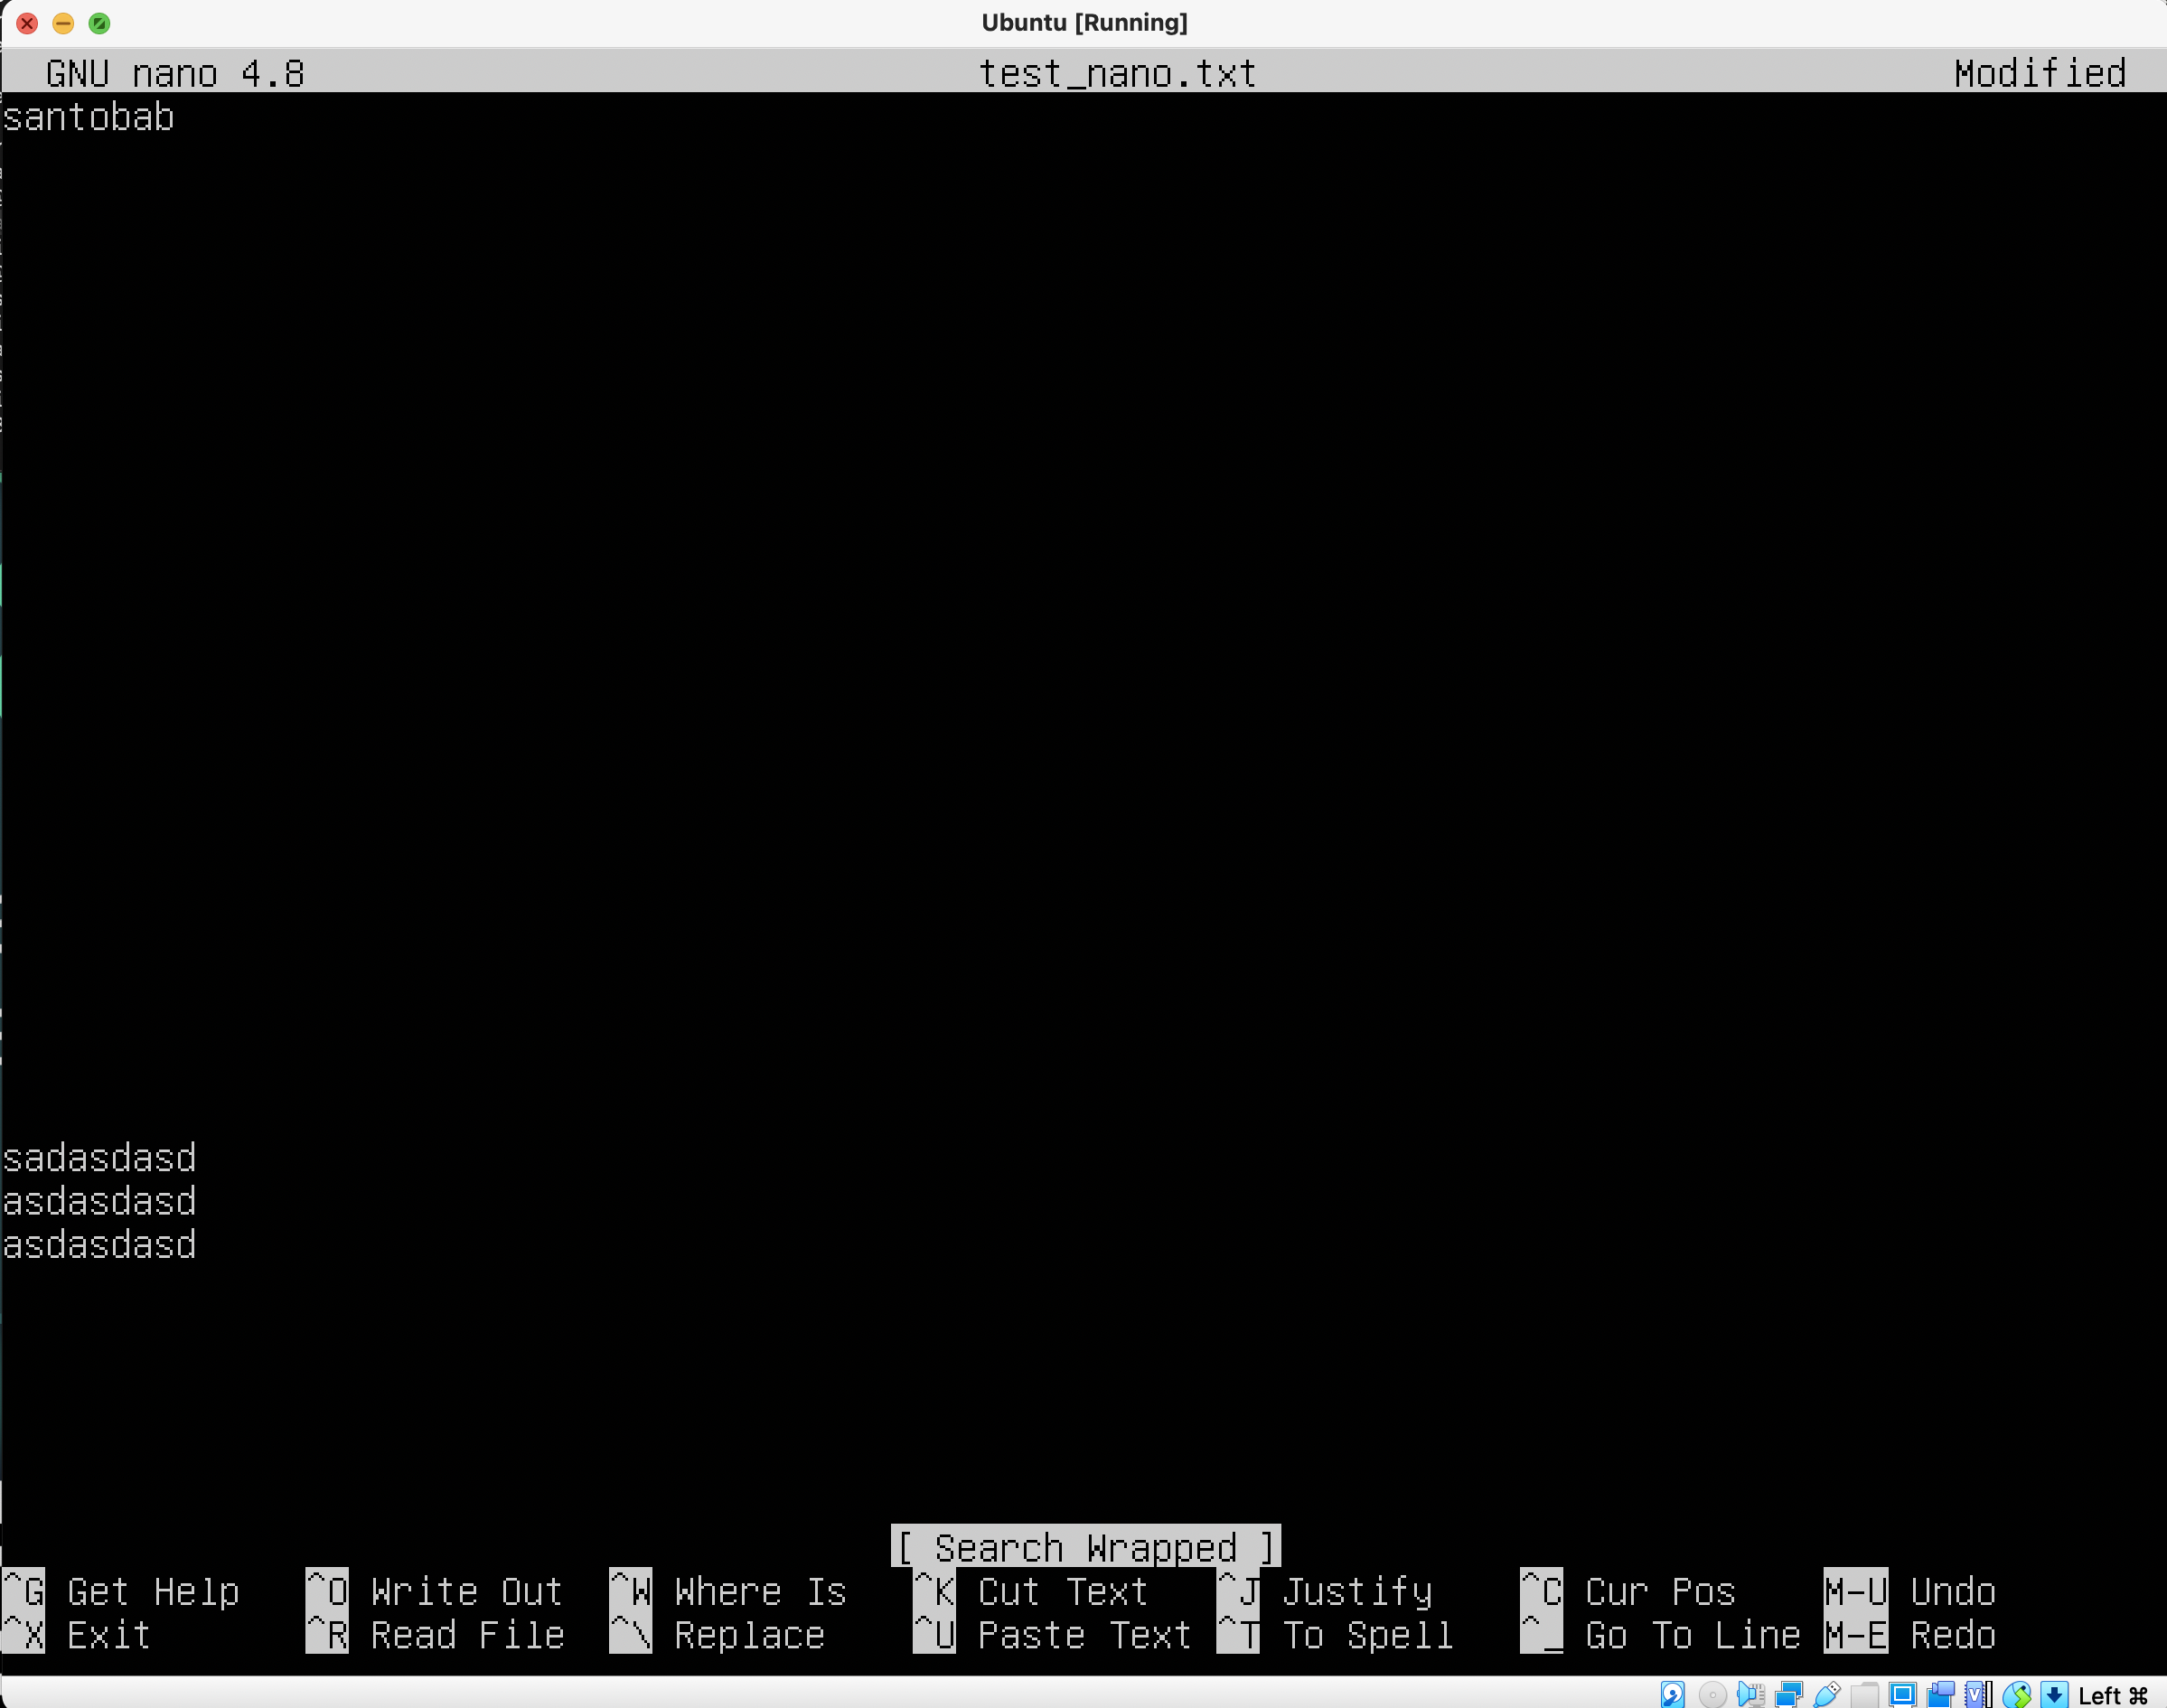 Ubuntu [Running]
GNU nano 4.8 test_nano.txt Modified
santobab
sadasdasd
asdasdasd
asdasdasd
[ Search Wrapped ]
^G Get Help ^O Write Out ^W Where Is ^K Cut Text ^J Justify ^C Cur Pos M-U Undo
^X Exit ^R Read File ^\ Replace ^U Paste Text ^T To Spell ^_ Go To Line M-E Redo
Left ⌘